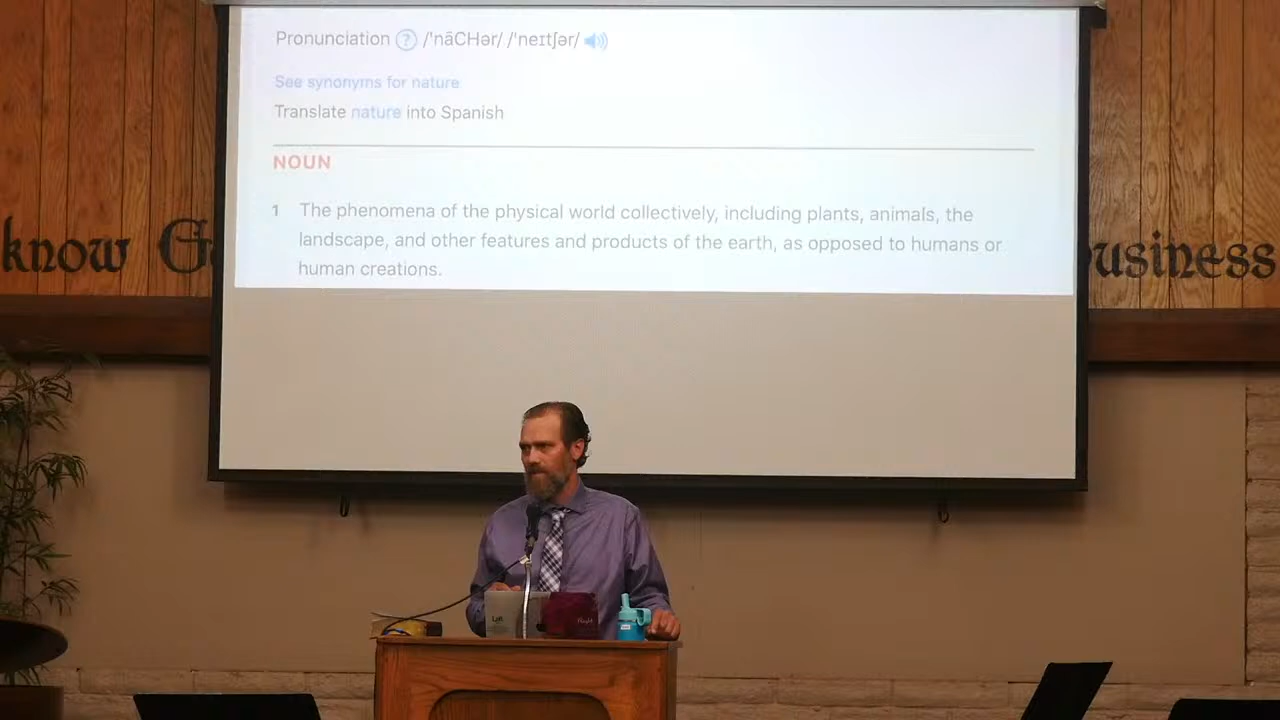 Pronunciation ? /ˈnāCHər/ /ˈneɪtʃər/
See synonyms for nature
Translate nature into Spanish
NOUN
1 The phenomena of the physical world collectively, including plants, animals, the
landscape, and other features and products of the earth, as opposed to humans or
human creations.
know G
business